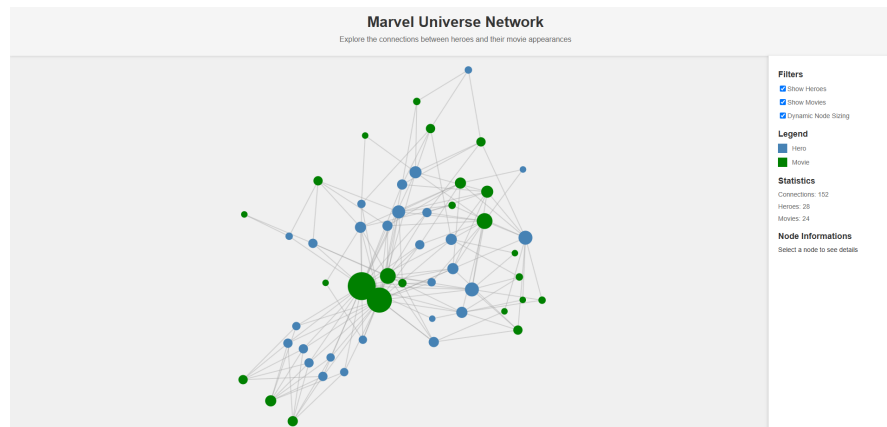 Marvel Universe Network
Explore the connections between heroes and their movie appearances
Filters
Show Heroes
Show Movies
Dynamic Node Sizing
Legend
Hero
Movie
Statistics
Connections: 152
Heroes: 28
Movies: 24
Node Informations
Select a node to see details